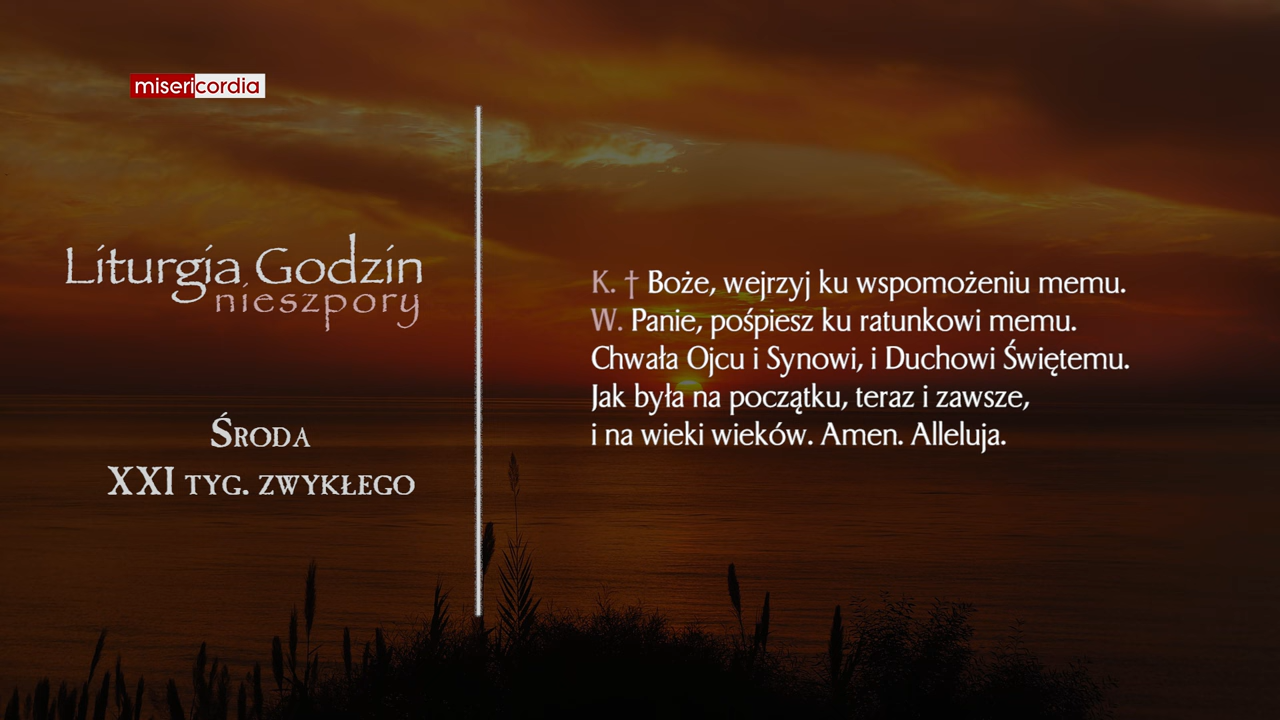 misericordia
Liturgia Godzin
nieszpory
Środa
XXI tyg. zwykłego
K. † Boże, wejrzyj ku wspomożeniu memu.
W. Panie, pośpiesz ku ratunkowi memu.
Chwała Ojcu i Synowi, i Duchowi Świętemu.
Jak była na początku, teraz i zawsze,
i na wieki wieków. Amen. Alleluja.